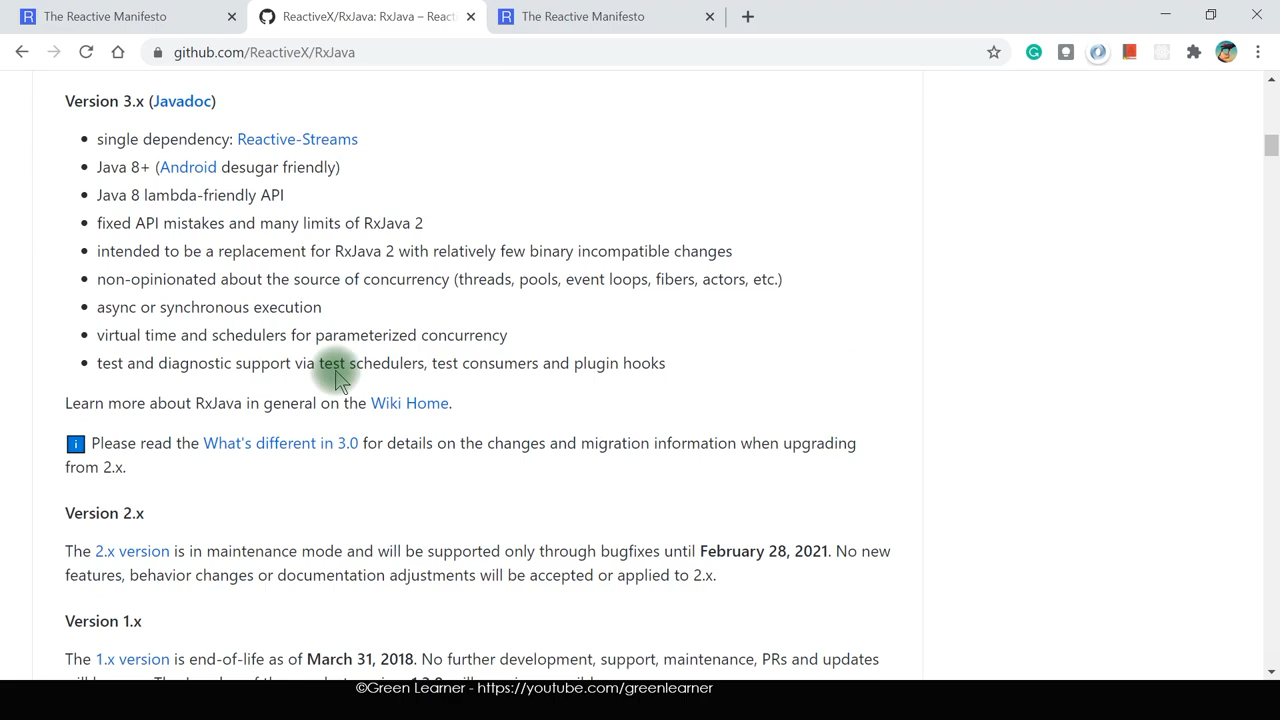 The Reactive Manifesto
ReactiveX/RxJava: RxJava – React
The Reactive Manifesto
github.com/ReactiveX/RxJava
Version 3.x (Javadoc)
single dependency: Reactive-Streams
Java 8+ (Android desugar friendly)
Java 8 lambda-friendly API
fixed API mistakes and many limits of RxJava 2
intended to be a replacement for RxJava 2 with relatively few binary incompatible changes
non-opinionated about the source of concurrency (threads, pools, event loops, fibers, actors, etc.)
async or synchronous execution
virtual time and schedulers for parameterized concurrency
test and diagnostic support via test schedulers, test consumers and plugin hooks
Learn more about RxJava in general on the Wiki Home.
Please read the What's different in 3.0 for details on the changes and migration information when upgrading
from 2.x.
Version 2.x
The 2.x version is in maintenance mode and will be supported only through bugfixes until February 28, 2021. No new
features, behavior changes or documentation adjustments will be accepted or applied to 2.x.
Version 1.x
The 1.x version is end-of-life as of March 31, 2018. No further development, support, maintenance, PRs and updates
©Green Learner - https://youtube.com/greenlearner